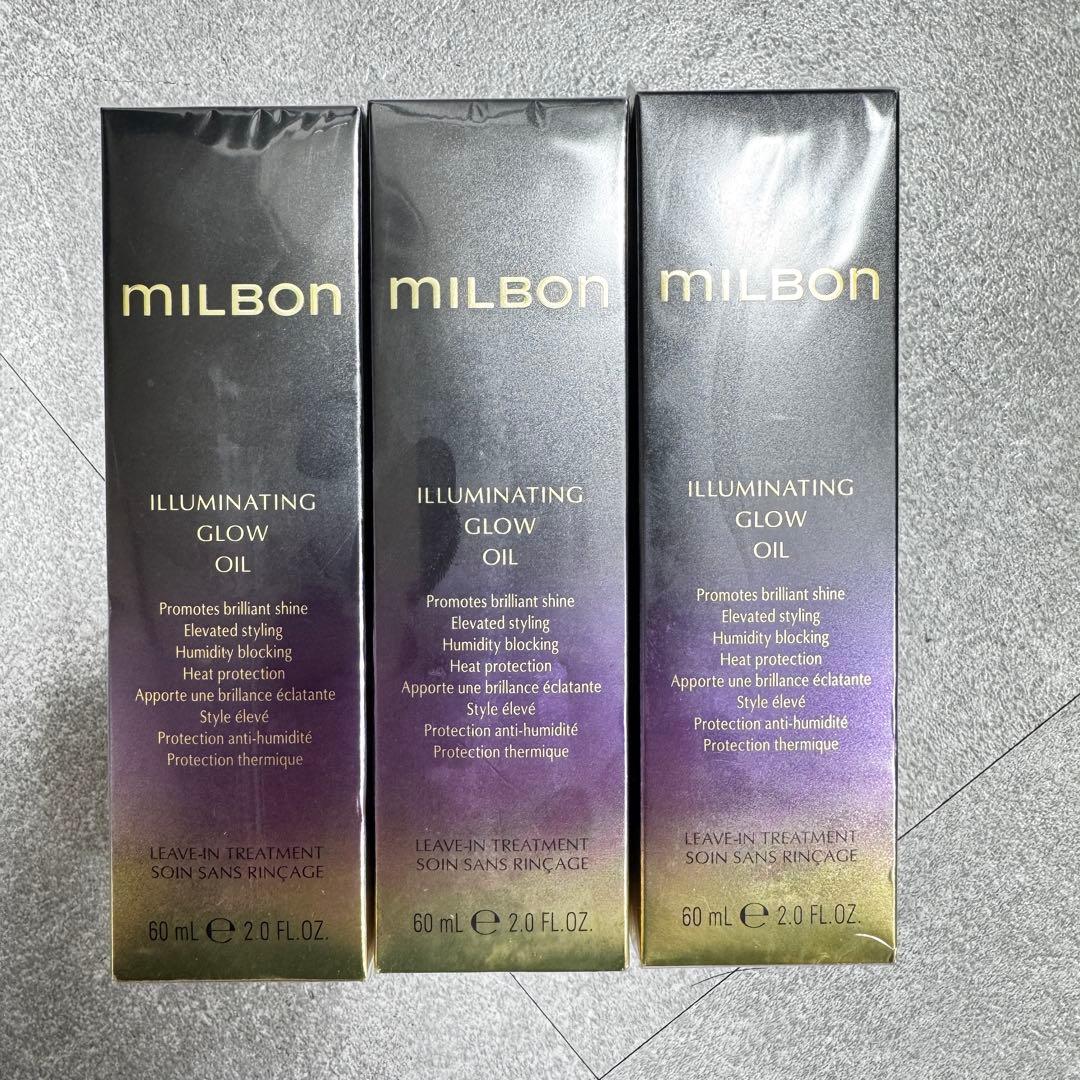 mILBOn
ILLUMINATING
GLOW
OIL
Promotes brilliant shine
Elevated styling
Humidity blocking
Heat protection
Apporte une brillance éclatante
Style élevé
Protection anti-humidité
Protection thermique
LEAVE-IN TREATMENT
SOIN SANS RINÇAGE
60 mL ℮ 2.0 FL.OZ.
mILBOn
ILLUMINATING
GLOW
OIL
Promotes brilliant shine
Elevated styling
Humidity blocking
Heat protection
Apporte une brillance éclatante
Style élevé
Protection anti-humidité
Protection thermique
LEAVE-IN TREATMENT
SOIN SANS RINÇAGE
60 mL ℮ 2.0 FL.OZ.
mILBOn
ILLUMINATING
GLOW
OIL
Promotes brilliant shine
Elevated styling
Humidity blocking
Heat protection
Apporte une brillance éclatante
Style élevé
Protection anti-humidité
Protection thermique
LEAVE-IN TREATMENT
SOIN SANS RINÇAGE
60 mL ℮ 2.0 FL.OZ.